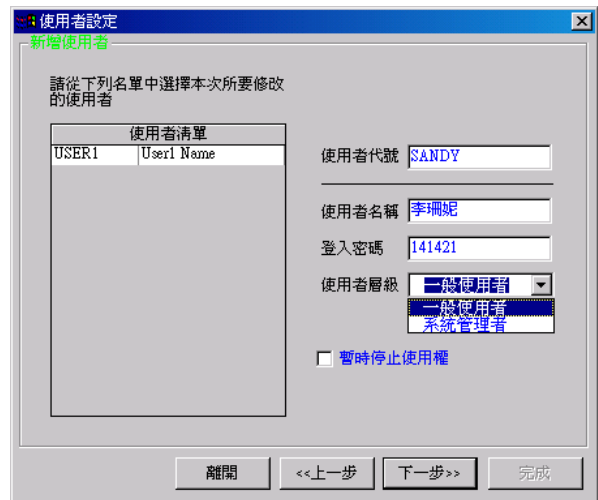 使用者設定
新增使用者
請從下列名單中選擇本次所要修改
的使用者
使用者清單
USER1 User1 Name
使用者代號 SANDY
使用者名稱 李珊妮
登入密碼 141421
使用者層級 一般使用者
一般使用者
系統管理者
暫時停止使用權
離開 <<上一步 下一步>> 完成